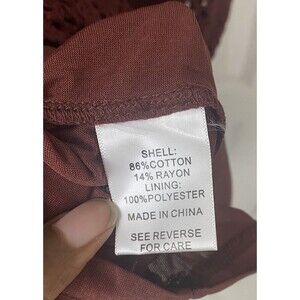 SHELL:
86%COTTON
14% RAYON
LINING:
100%POLYESTER
MADE IN CHINA
SEE REVERSE
FOR CARE